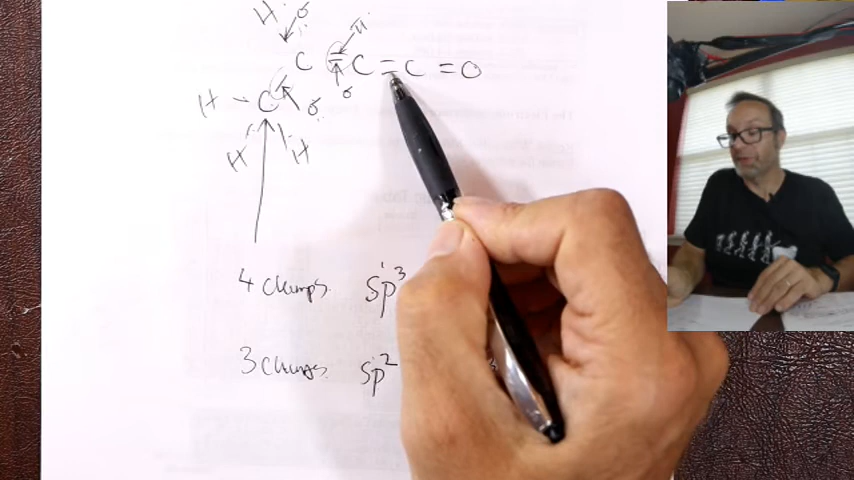 H σ π
C = C = C = O
H - C σ σ
H H
4 clumps sp³
3 clumps sp²